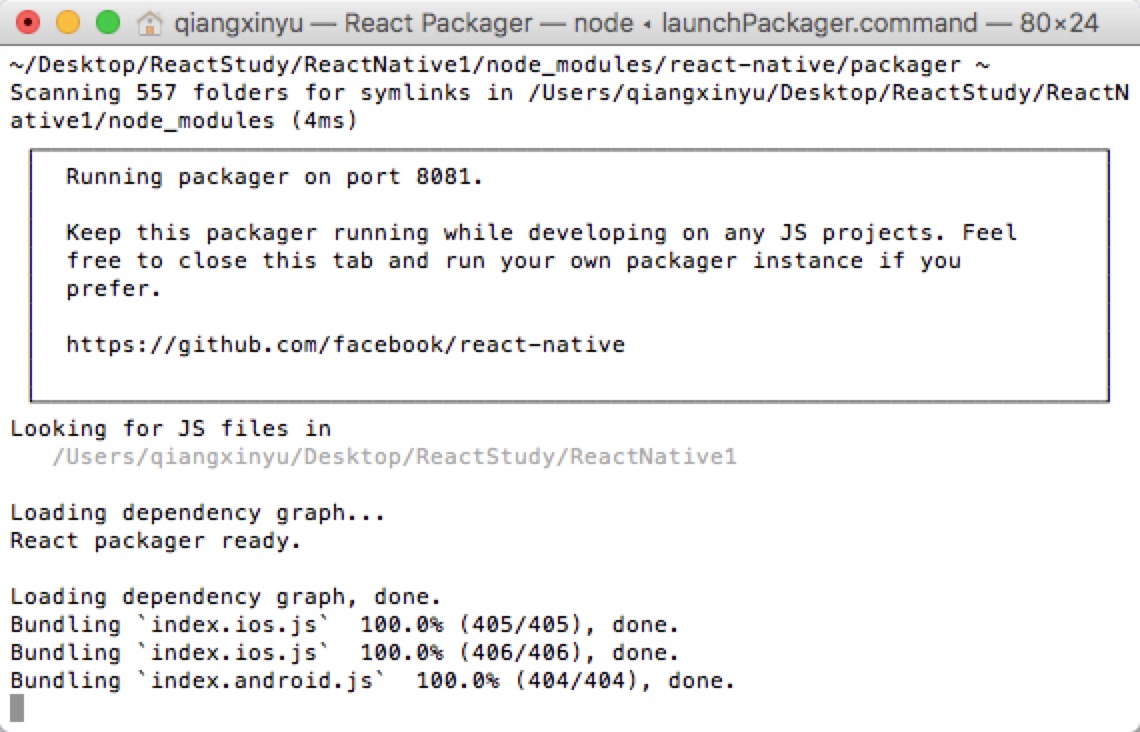 qiangxinyu — React Packager — node ◂ launchPackager.command — 80×24
~/Desktop/ReactStudy/ReactNative1/node_modules/react-native/packager ~
Scanning 557 folders for symlinks in /Users/qiangxinyu/Desktop/ReactStudy/ReactN
ative1/node_modules (4ms)
Running packager on port 8081.
Keep this packager running while developing on any JS projects. Feel
free to close this tab and run your own packager instance if you
prefer.
https://github.com/facebook/react-native
Looking for JS files in
/Users/qiangxinyu/Desktop/ReactStudy/ReactNative1
Loading dependency graph...
React packager ready.
Loading dependency graph, done.
Bundling `index.ios.js`  100.0% (405/405), done.
Bundling `index.ios.js`  100.0% (406/406), done.
Bundling `index.android.js`  100.0% (404/404), done.